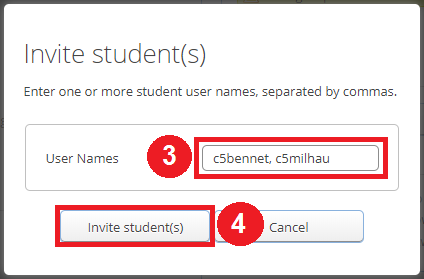 Invite student(s)
Enter one or more student user names, separated by commas.
User Names 3 c5bennet, c5milhau
Invite student(s) 4 Cancel